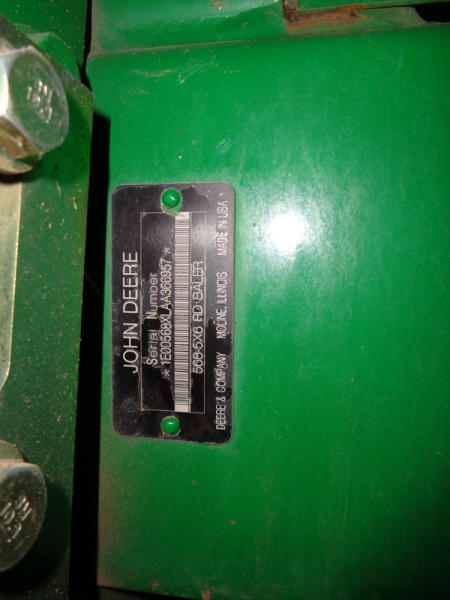 JOHN DEERE
Serial Number
*1E00568XLAA366957*
568-5X6 RD BALER
DEERE & COMPANY MOLINE, ILLINOIS MADE IN USA